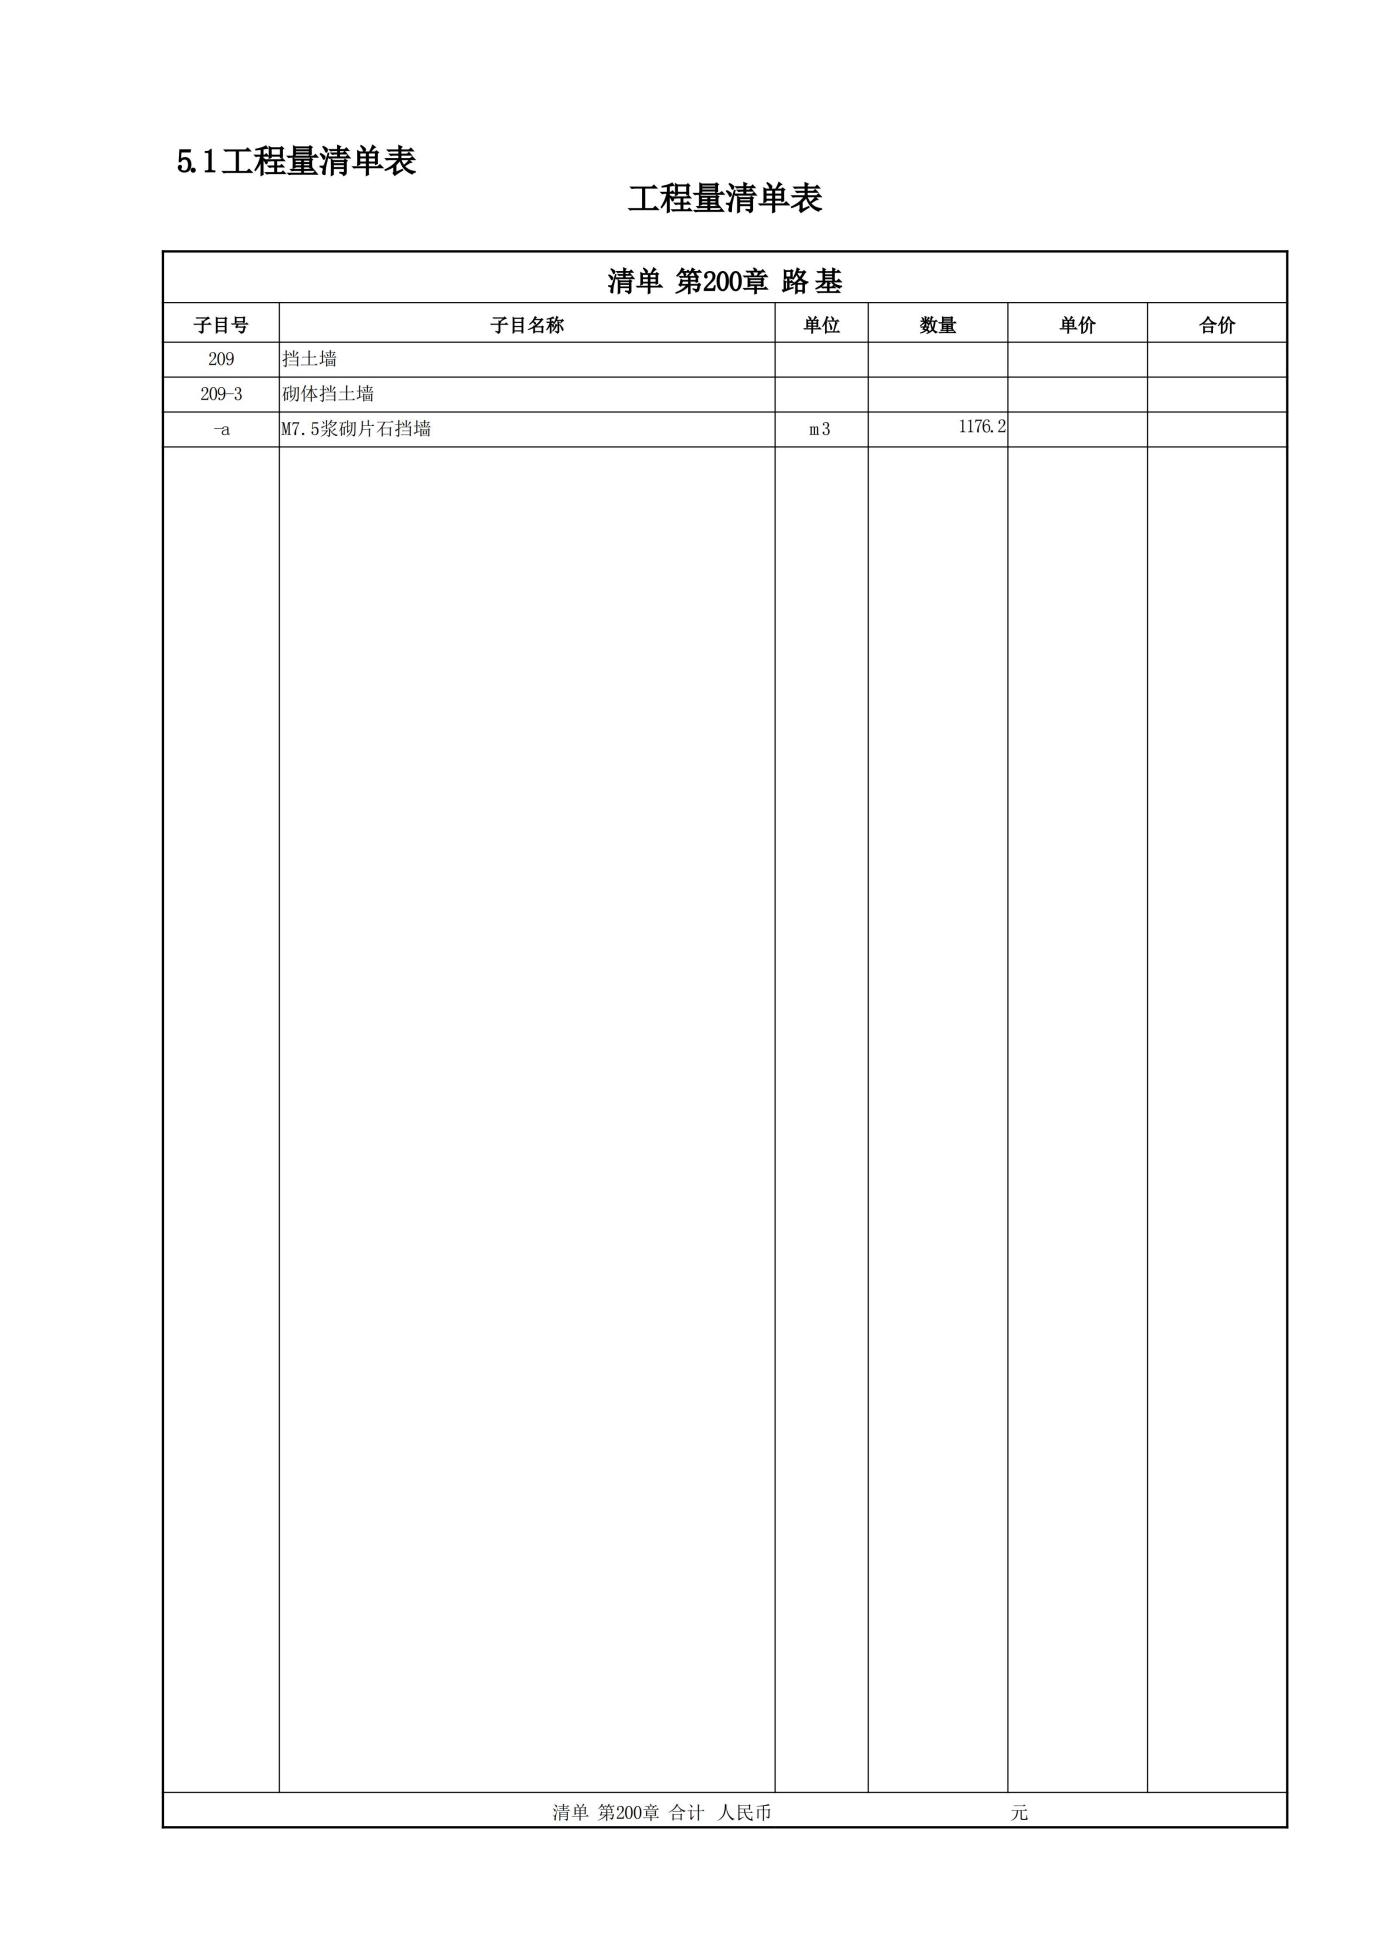 5.1工程量清单表
工程量清单表
清单 第200章 路 基
子目号 子目名称 单位 数量 单价 合价
209 挡土墙
209-3 砌体挡土墙
-a M7.5浆砌片石挡墙 m3 1176.2
清单 第200章 合计 人民币 元